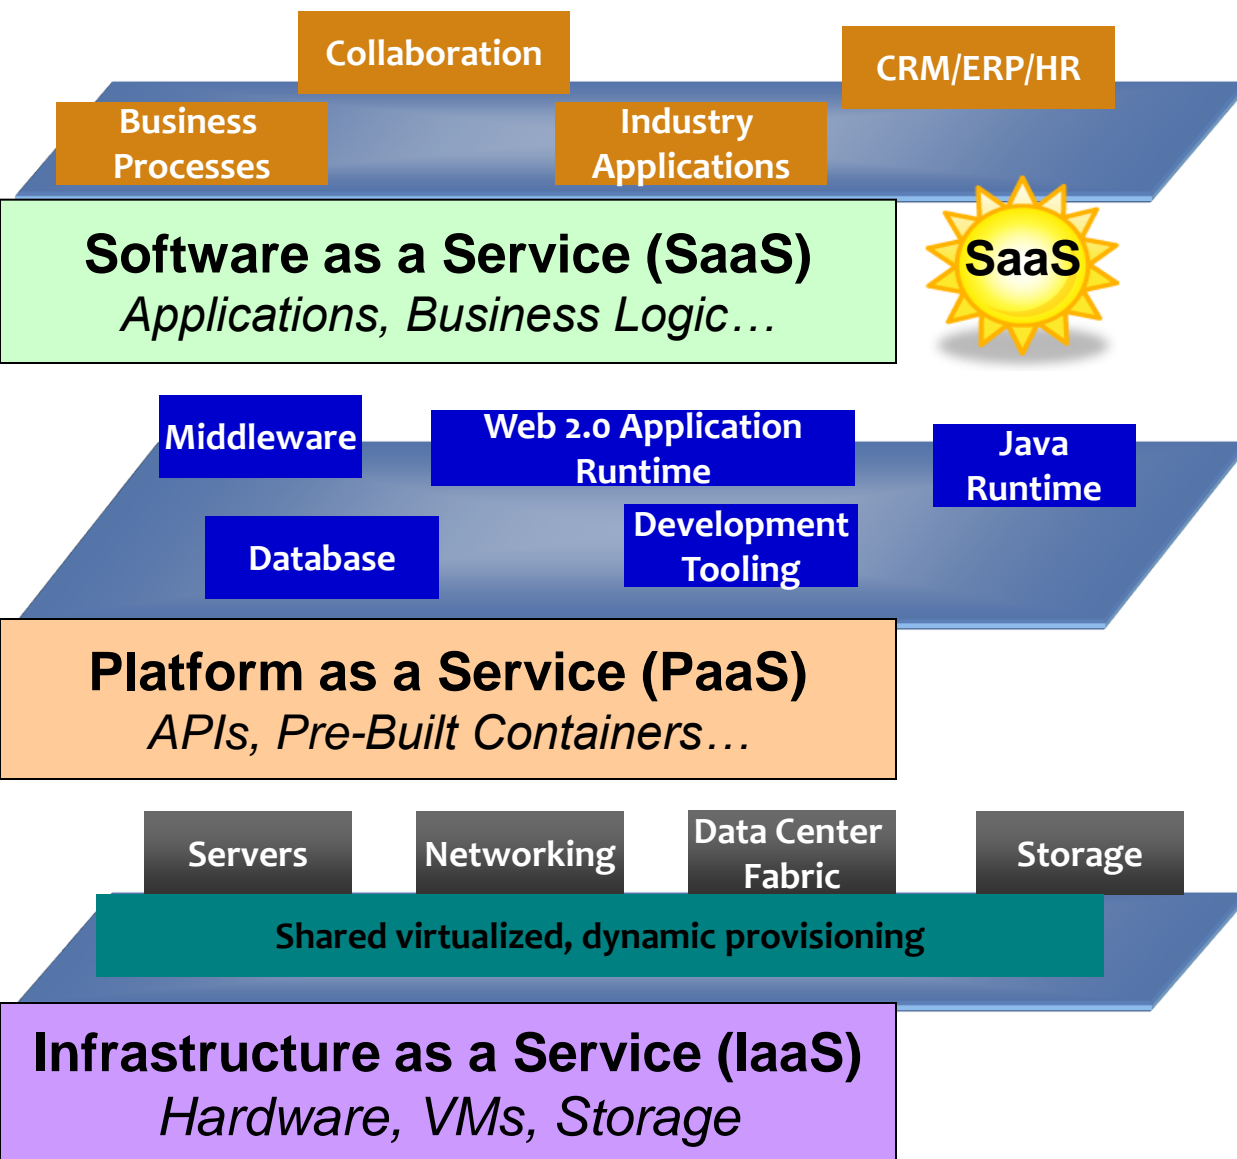 Collaboration
CRM/ERP/HR
Business
Processes
Industry
Applications
Software as a Service (SaaS)
Applications, Business Logic…
SaaS
Middleware
Web 2.0 Application
Runtime
Java
Runtime
Database
Development
Tooling
Platform as a Service (PaaS)
APIs, Pre-Built Containers…
Servers
Networking
Data Center
Fabric
Storage
Shared virtualized, dynamic provisioning
Infrastructure as a Service (IaaS)
Hardware, VMs, Storage